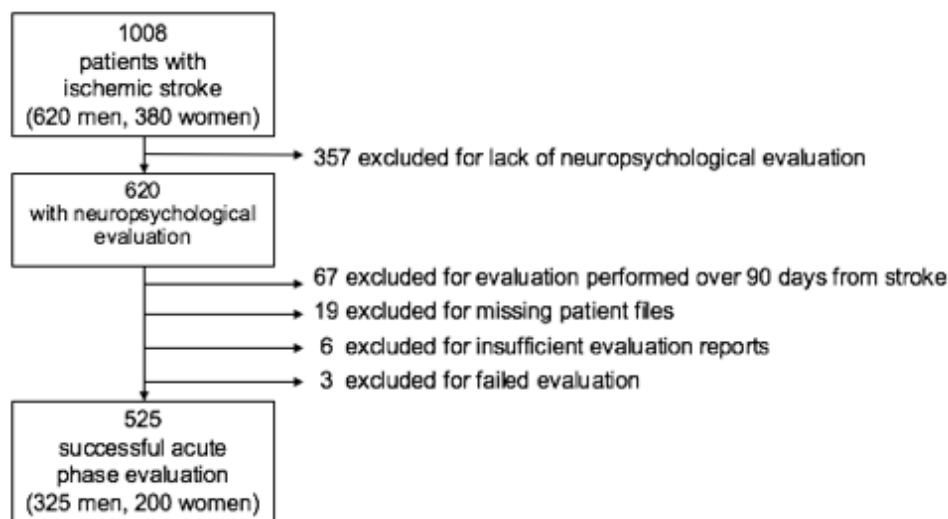 1008
patients with
ischemic stroke
(620 men, 380 women)
357 excluded for lack of neuropsychological evaluation
620
with neuropsychological
evaluation
67 excluded for evaluation performed over 90 days from stroke
19 excluded for missing patient files
6 excluded for insufficient evaluation reports
3 excluded for failed evaluation
525
successful acute
phase evaluation
(325 men, 200 women)